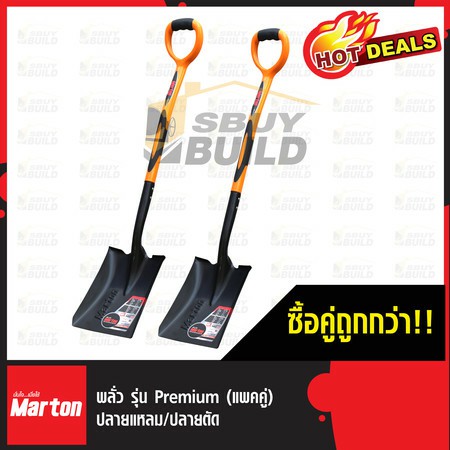 HOT DEALS
SBUY
BUILD
ซื้อคู่ถูกกว่า!!
Marton
พลั่ว รุ่น Premium (แพคคู่)
ปลายแหลม/ปลายตัด